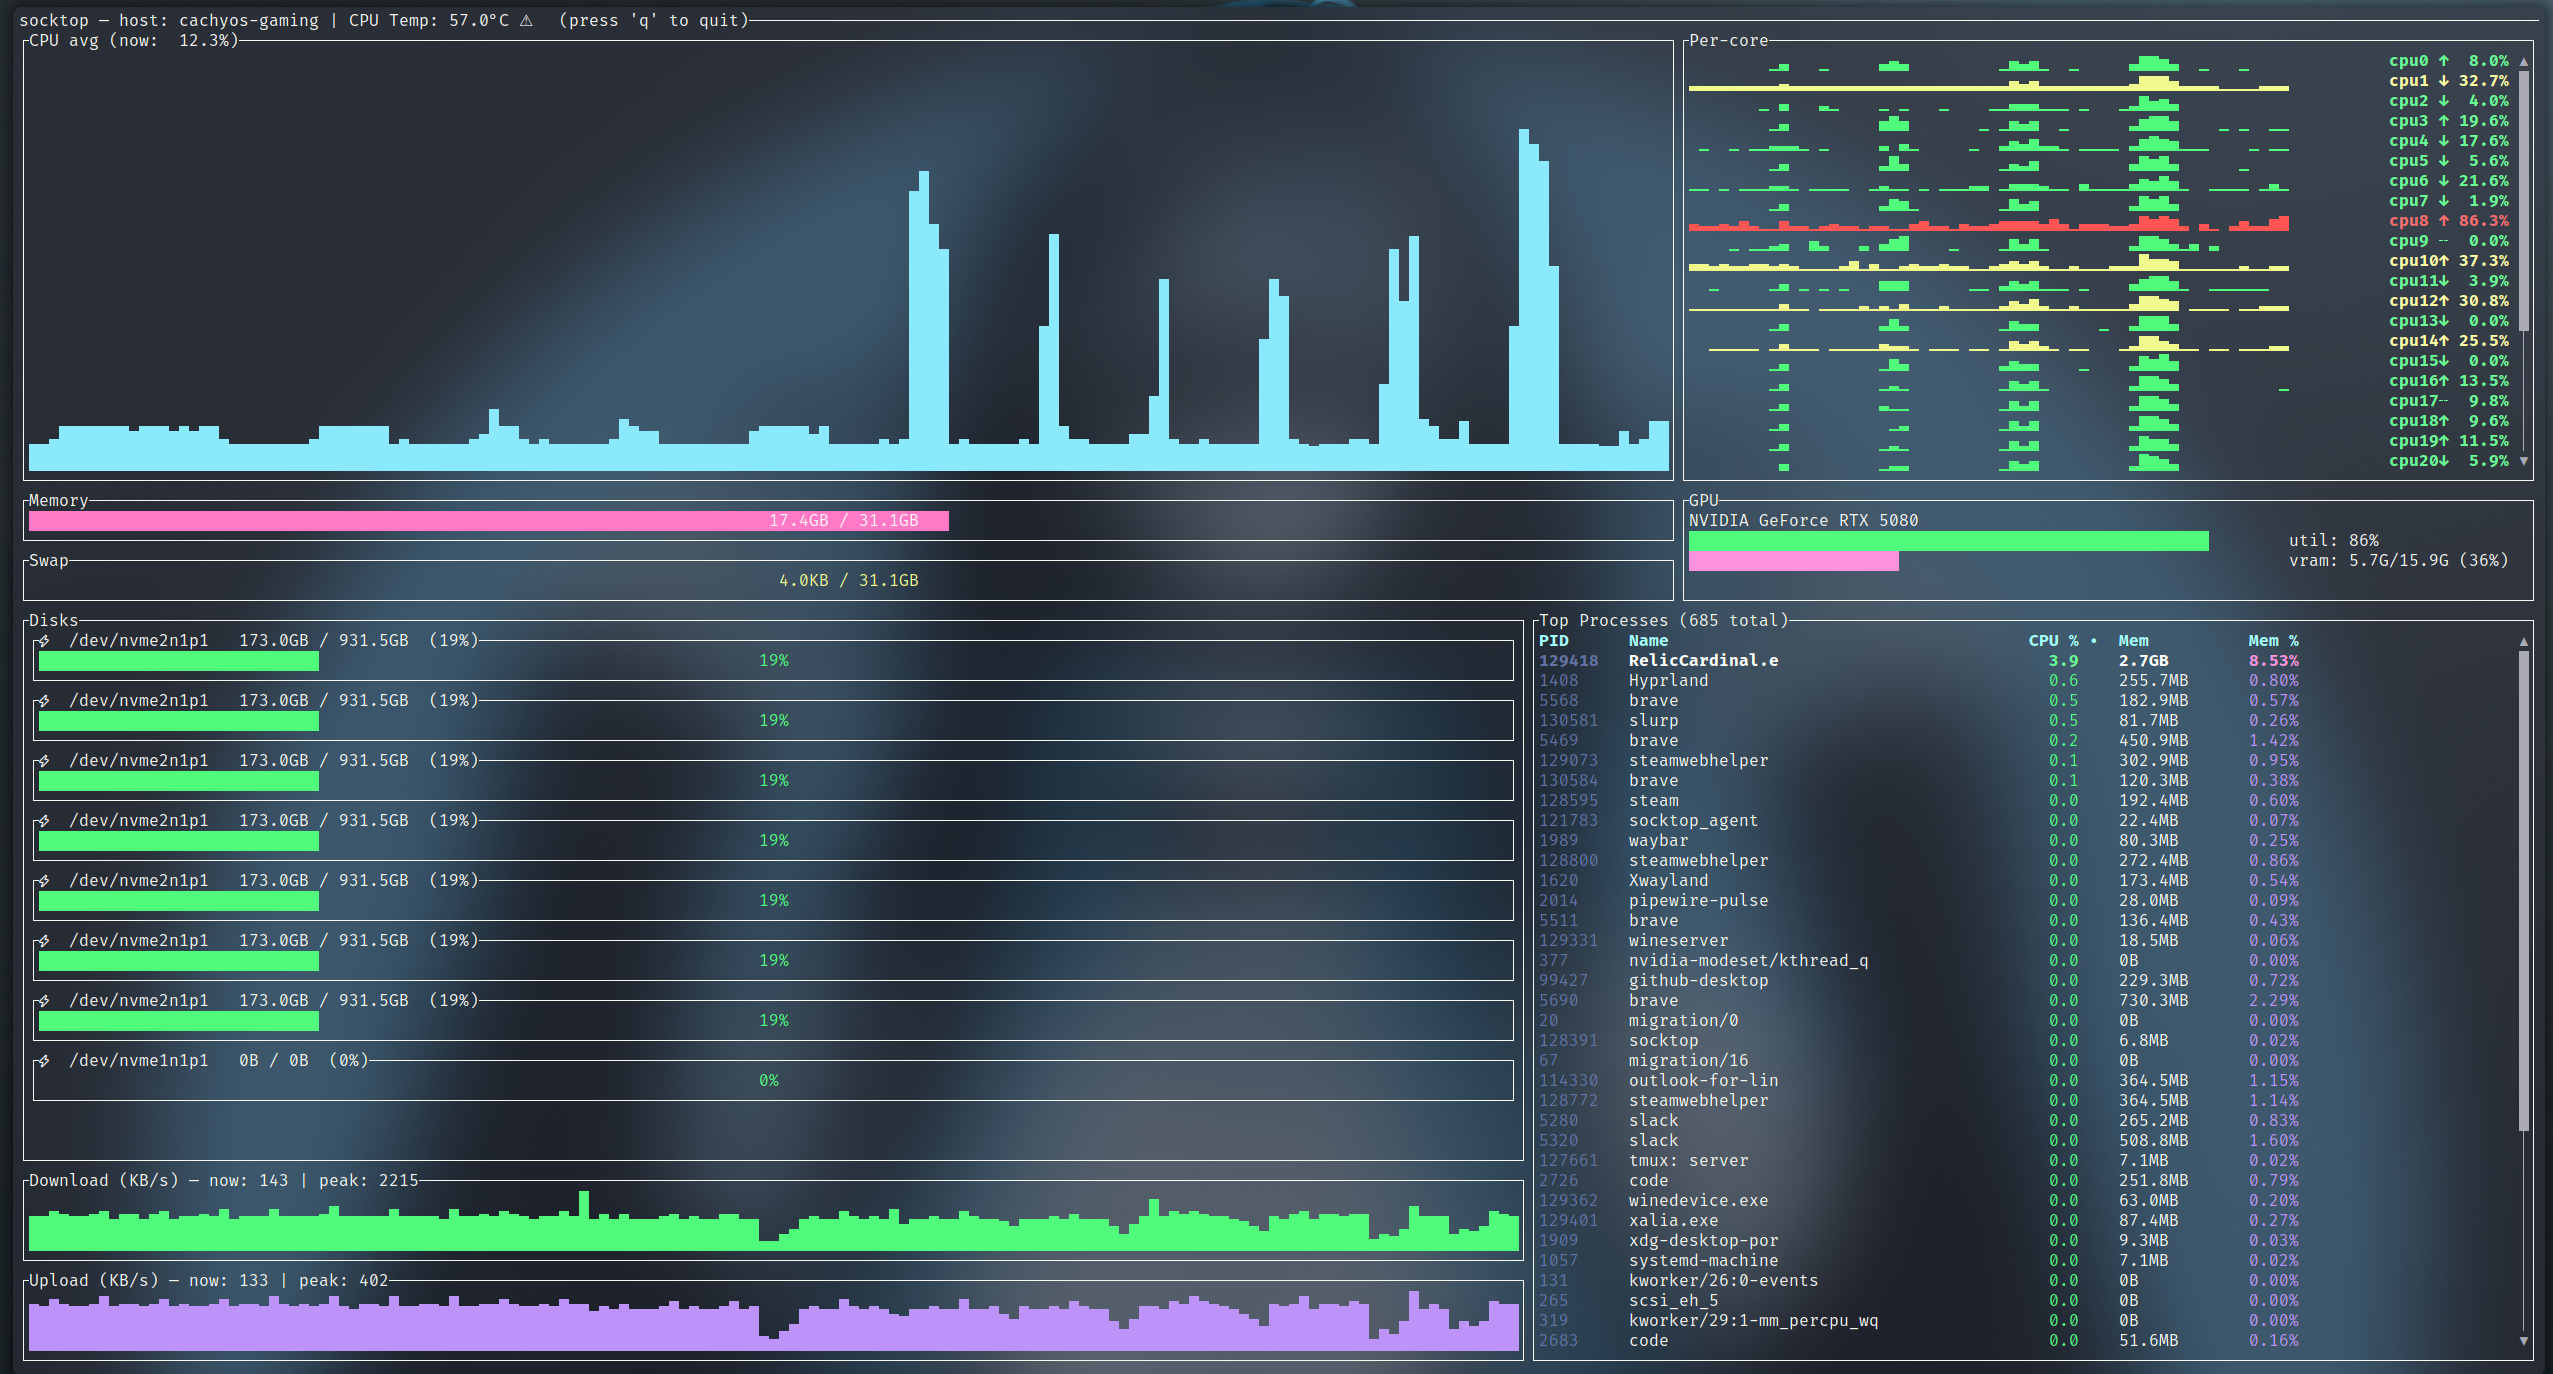 socktop — host: cachyos-gaming | CPU Temp: 57.0°C ⚠ (press 'q' to quit)
CPU avg (now: 12.3%)
Per-core
cpu0 ↑ 8.0%
cpu1 ↓ 32.7%
cpu2 ↓ 4.0%
cpu3 ↑ 19.6%
cpu4 ↓ 17.6%
cpu5 ↓ 5.6%
cpu6 ↓ 21.6%
cpu7 ↓ 1.9%
cpu8 ↑ 86.3%
cpu9 -- 0.0%
cpu10↑ 37.3%
cpu11↓ 3.9%
cpu12↑ 30.8%
cpu13↓ 0.0%
cpu14↑ 25.5%
cpu15↓ 0.0%
cpu16↑ 13.5%
cpu17-- 9.8%
cpu18↑ 9.6%
cpu19↑ 11.5%
cpu20↓ 5.9%
Memory
17.4GB / 31.1GB
Swap
4.0KB / 31.1GB
GPU
NVIDIA GeForce RTX 5080
util: 86%
vram: 5.7G/15.9G (36%)
Disks
⚡ /dev/nvme2n1p1 173.0GB / 931.5GB (19%)
19%
⚡ /dev/nvme2n1p1 173.0GB / 931.5GB (19%)
19%
⚡ /dev/nvme2n1p1 173.0GB / 931.5GB (19%)
19%
⚡ /dev/nvme2n1p1 173.0GB / 931.5GB (19%)
19%
⚡ /dev/nvme2n1p1 173.0GB / 931.5GB (19%)
19%
⚡ /dev/nvme2n1p1 173.0GB / 931.5GB (19%)
19%
⚡ /dev/nvme2n1p1 173.0GB / 931.5GB (19%)
19%
⚡ /dev/nvme1n1p1 0B / 0B (0%)
0%
Download (KB/s) — now: 143 | peak: 2215
Upload (KB/s) — now: 133 | peak: 402
Top Processes (685 total)
PID Name CPU % • Mem Mem %
129418 RelicCardinal.e 3.9 2.7GB 8.53%
1408 Hyprland 0.6 255.7MB 0.80%
5568 brave 0.5 182.9MB 0.57%
130581 slurp 0.5 81.7MB 0.26%
5469 brave 0.2 450.9MB 1.42%
129073 steamwebhelper 0.1 302.9MB 0.95%
130584 brave 0.1 120.3MB 0.38%
128595 steam 0.0 192.4MB 0.60%
121783 socktop_agent 0.0 22.4MB 0.07%
1989 waybar 0.0 80.3MB 0.25%
128800 steamwebhelper 0.0 272.4MB 0.86%
1620 Xwayland 0.0 173.4MB 0.54%
2014 pipewire-pulse 0.0 28.0MB 0.09%
5511 brave 0.0 136.4MB 0.43%
129331 wineserver 0.0 18.5MB 0.06%
377 nvidia-modeset/kthread_q 0.0 0B 0.00%
99427 github-desktop 0.0 229.3MB 0.72%
5690 brave 0.0 730.3MB 2.29%
20 migration/0 0.0 0B 0.00%
128391 socktop 0.0 6.8MB 0.02%
67 migration/16 0.0 0B 0.00%
114330 outlook-for-lin 0.0 364.5MB 1.15%
128772 steamwebhelper 0.0 364.5MB 1.14%
5280 slack 0.0 265.2MB 0.83%
5320 slack 0.0 508.8MB 1.60%
127661 tmux: server 0.0 7.1MB 0.02%
2726 code 0.0 251.8MB 0.79%
129362 winedevice.exe 0.0 63.0MB 0.20%
129401 xalia.exe 0.0 87.4MB 0.27%
1909 xdg-desktop-por 0.0 9.3MB 0.03%
1057 systemd-machine 0.0 7.1MB 0.02%
131 kworker/26:0-events 0.0 0B 0.00%
265 scsi_eh_5 0.0 0B 0.00%
319 kworker/29:1-mm_percpu_wq 0.0 0B 0.00%
2683 code 0.0 51.6MB 0.16%